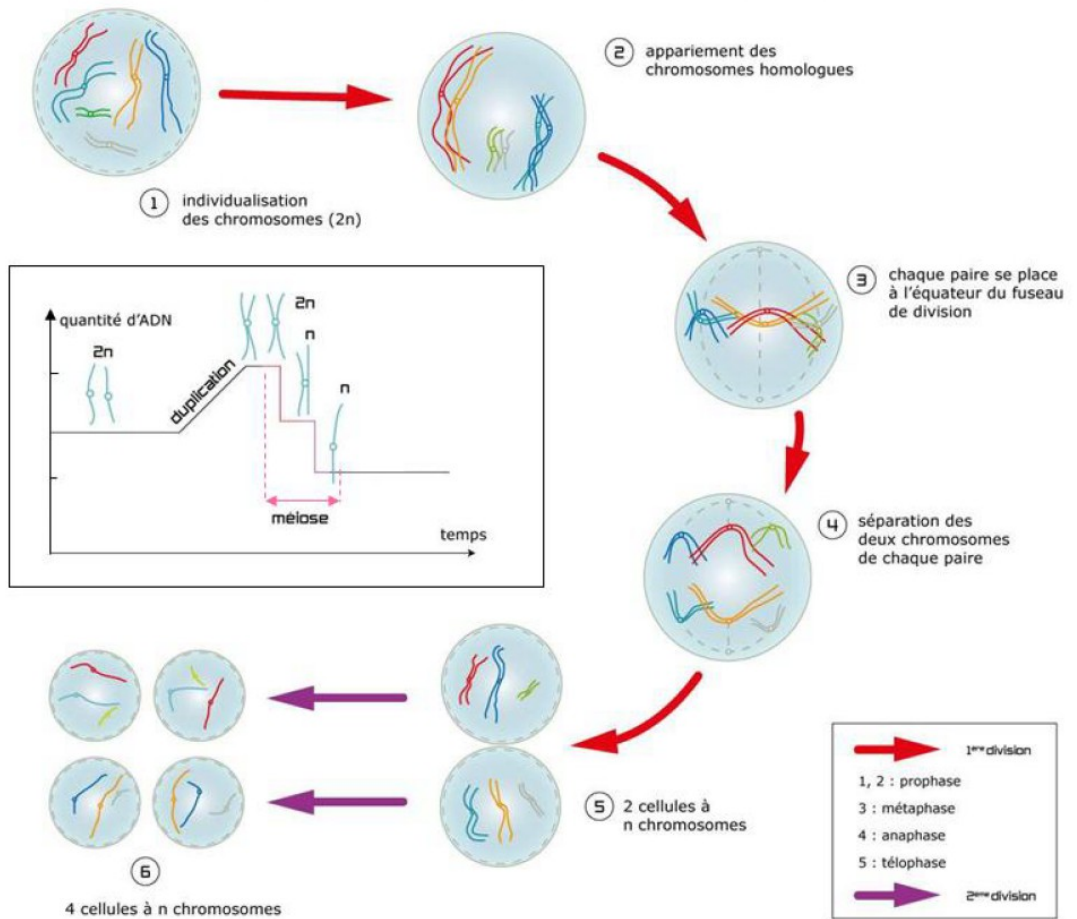 1 individualisation
des chromosomes (2n)
2 appariement des
chromosomes homologues
3 chaque paire se place
à l'équateur du fuseau
de division
4 séparation des
deux chromosomes
de chaque paire
5 2 cellules à
n chromosomes
6
4 cellules à n chromosomes
quantité d'ADN
2n
duplication
2n
n
n
méiose
temps
1ère division
1, 2 : prophase
3 : métaphase
4 : anaphase
5 : télophase
2ème division